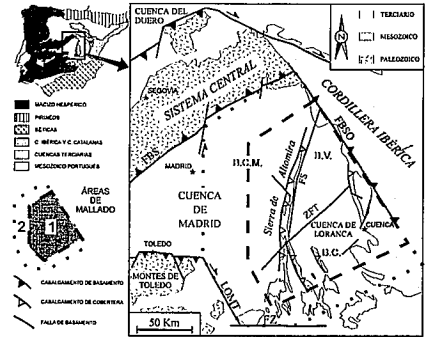 CUENCA DEL
DUERO
TERCIARIO
MESOZOICO
PALEOZOICO
N
SEGOVIA
SISTEMA CENTRAL
CORDILLERA IBÉRICA
FBSO
FBS
MADRID
B.C.M.
B.V.
Sierra de Altomira
FS
CUENCA
DE
MADRID
ZFT
CUENCA DE
LORANCA
CUENCA
B.C.
TOLEDO
MONTES DE
TOLEDO
LOMT
FZ
50 Km
MACIZO HESPÉRICO
PIRINEOS
BÉTICAS
C. IBÉRICA Y C. CATALANAS
CUENCAS TERCIARIAS
MESOZOICO PORTUGUÉS
ÁREAS
DE
MALLADO
2
1
CABALGAMIENTO DE BASAMENTO
CABALGAMIENTO DE COBERTERA
FALLA DE BASAMENTO